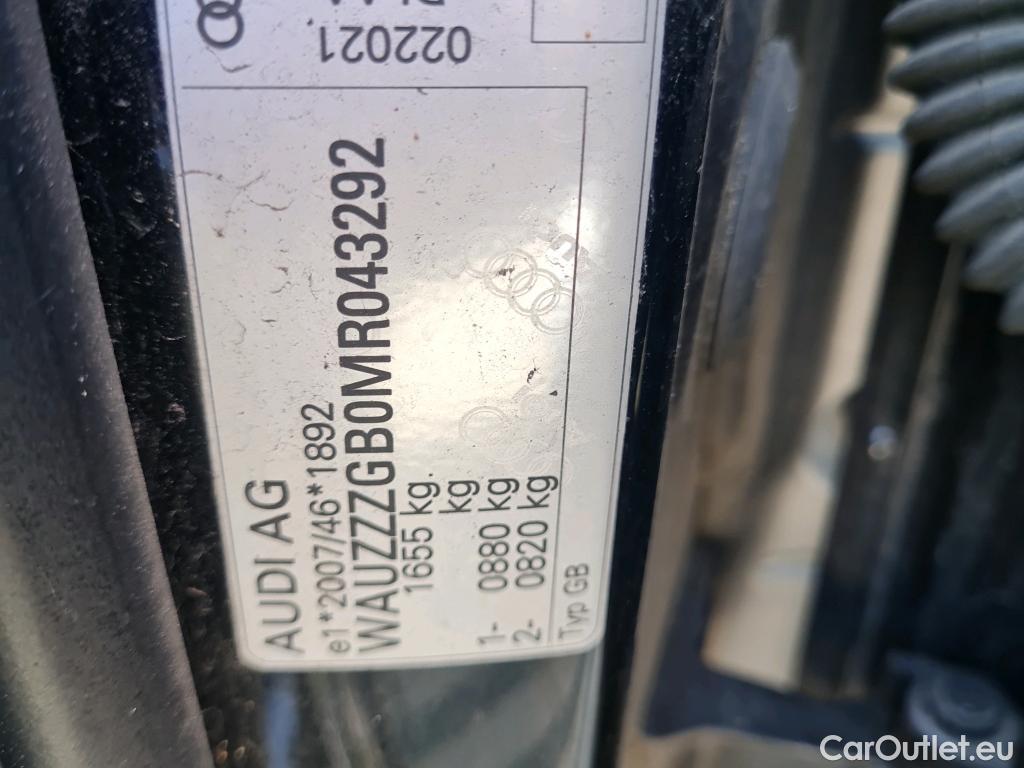 022021
AUDI AG
e1*2007/46*1892
WAUZZZGB0MR043292
1655 kg.
kg
1- 0880 kg
2- 0820 kg
Typ GB
CarOutlet.eu